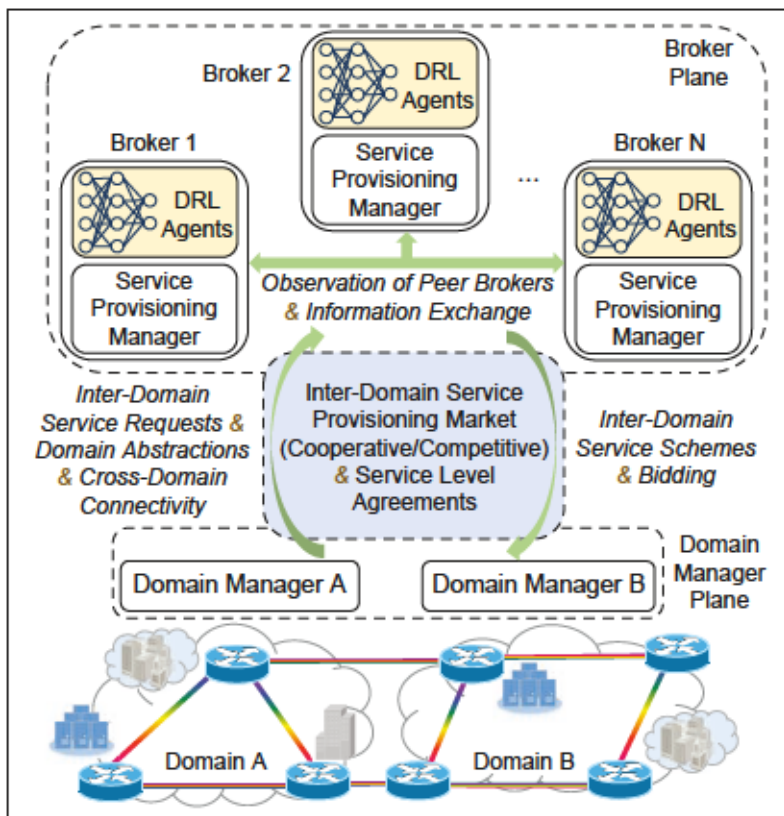 Broker 2
DRL
Agents
Service
Provisioning
Manager
Broker
Plane
Broker 1
DRL
Agents
Service
Provisioning
Manager
...
Broker N
DRL
Agents
Service
Provisioning
Manager
Observation of Peer Brokers
& Information Exchange
Inter-Domain
Service Requests &
Domain Abstractions
& Cross-Domain
Connectivity
Inter-Domain Service
Provisioning Market
(Cooperative/Competitive)
& Service Level
Agreements
Inter-Domain
Service Schemes
& Bidding
Domain Manager A
Domain Manager B
Domain
Manager
Plane
Domain A
Domain B